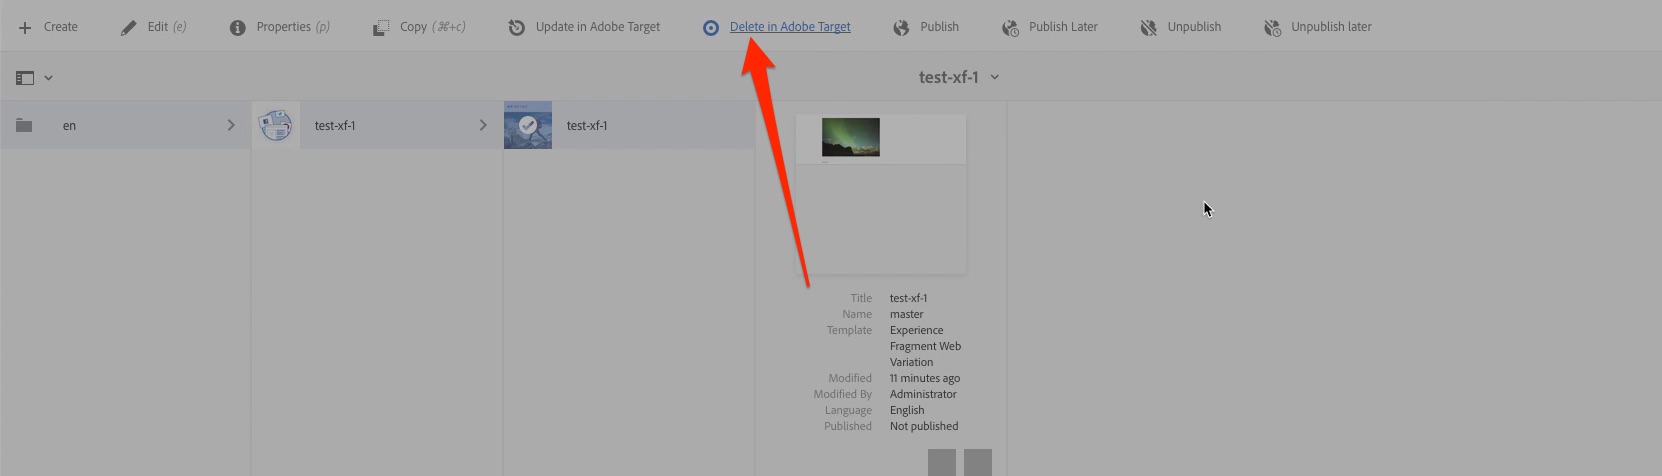 Create Edit (e) Properties (p) Copy (⌘+c) Update in Adobe Target Delete in Adobe Target Publish Publish Later Unpublish Unpublish later
test-xf-1
en test-xf-1 test-xf-1
Title test-xf-1
Name master
Template Experience
Fragment Web
Variation
Modified 11 minutes ago
Modified By Administrator
Language English
Published Not published